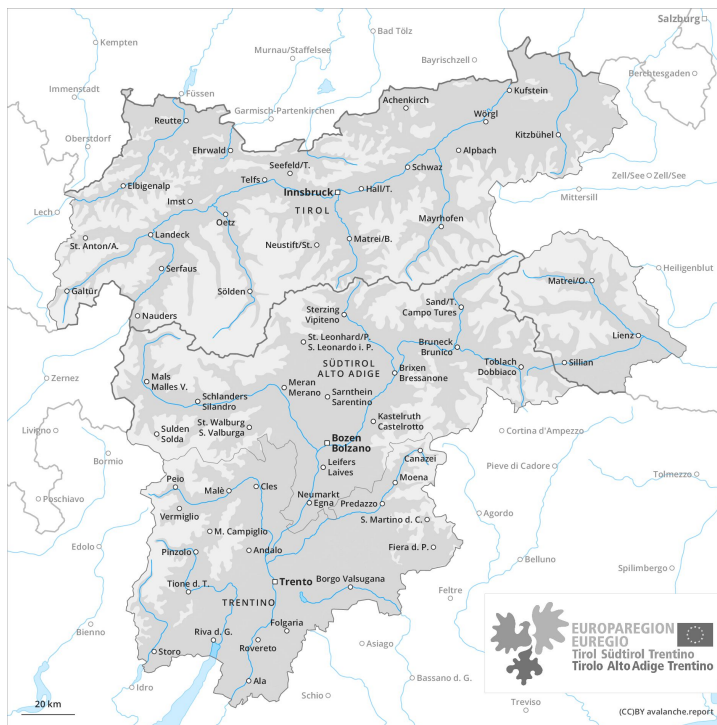 Salzburg
Kempten
Bad Tölz
Murnau/Staffelsee
Bayrischzell
Berchtesgaden
Immenstadt
Füssen
Garmisch-Partenkirchen
Achenkirch
Kufstein
Reutte
Wörgl
Oberstdorf
Ehrwald
Kitzbühel
Seefeld/T.
Alpbach
Telfs
Schwaz
Zell/See
Zell/See
Elbigenalp
Innsbruck
Hall/T.
Mittersill
Imst
TIROL
Lech
Oetz
Mayrhofen
St. Anton/A.
Landeck
Neustift/St.
Matrei/B.
Serfaus
Heiligenblut
Galtür
Sölden
Matrei/O.
Nauders
Sterzing
Vipiteno
Sand/T.
Campo Tures
Lienz
St. Leonhard/P.
S. Leonardo i. P.
Bruneck
Brunico
Toblach
Dobbiaco
Sillian
SÜDTIROL
ALTO ADIGE
Brixen
Bressanone
Zernez
Mals
Malles V.
Meran
Merano
Schlanders
Silandro
Sarnthein
Sarentino
St. Walburg
S. Valburga
Kastelruth
Castelrotto
Livigno
Sulden
Solda
Bozen
Bolzano
Cortina d'Ampezzo
Bormio
Canazei
Leifers
Laives
Pieve di Cadore
Tolmezzo
Peio
Malè
Cles
Moena
Poschiavo
Neumarkt
Egna
Predazzo
Vermiglio
S. Martino d. C.
Agordo
M. Campiglio
Edolo
Pinzolo
Andalo
Fiera d. P.
Belluno
Spilimbergo
Tione d. T.
Trento
Borgo Valsugana
Feltre
TRENTINO
Folgaria
Bienno
Riva d. G.
Rovereto
Asiago
Storo
Ala
Idro
Schio
Bassano d. G.
Treviso
EUROPAREGION
EUREGIO
Tirol Südtirol Trentino
Tirolo Alto Adige Trentino
20 km
(CC)BY avalanche.report